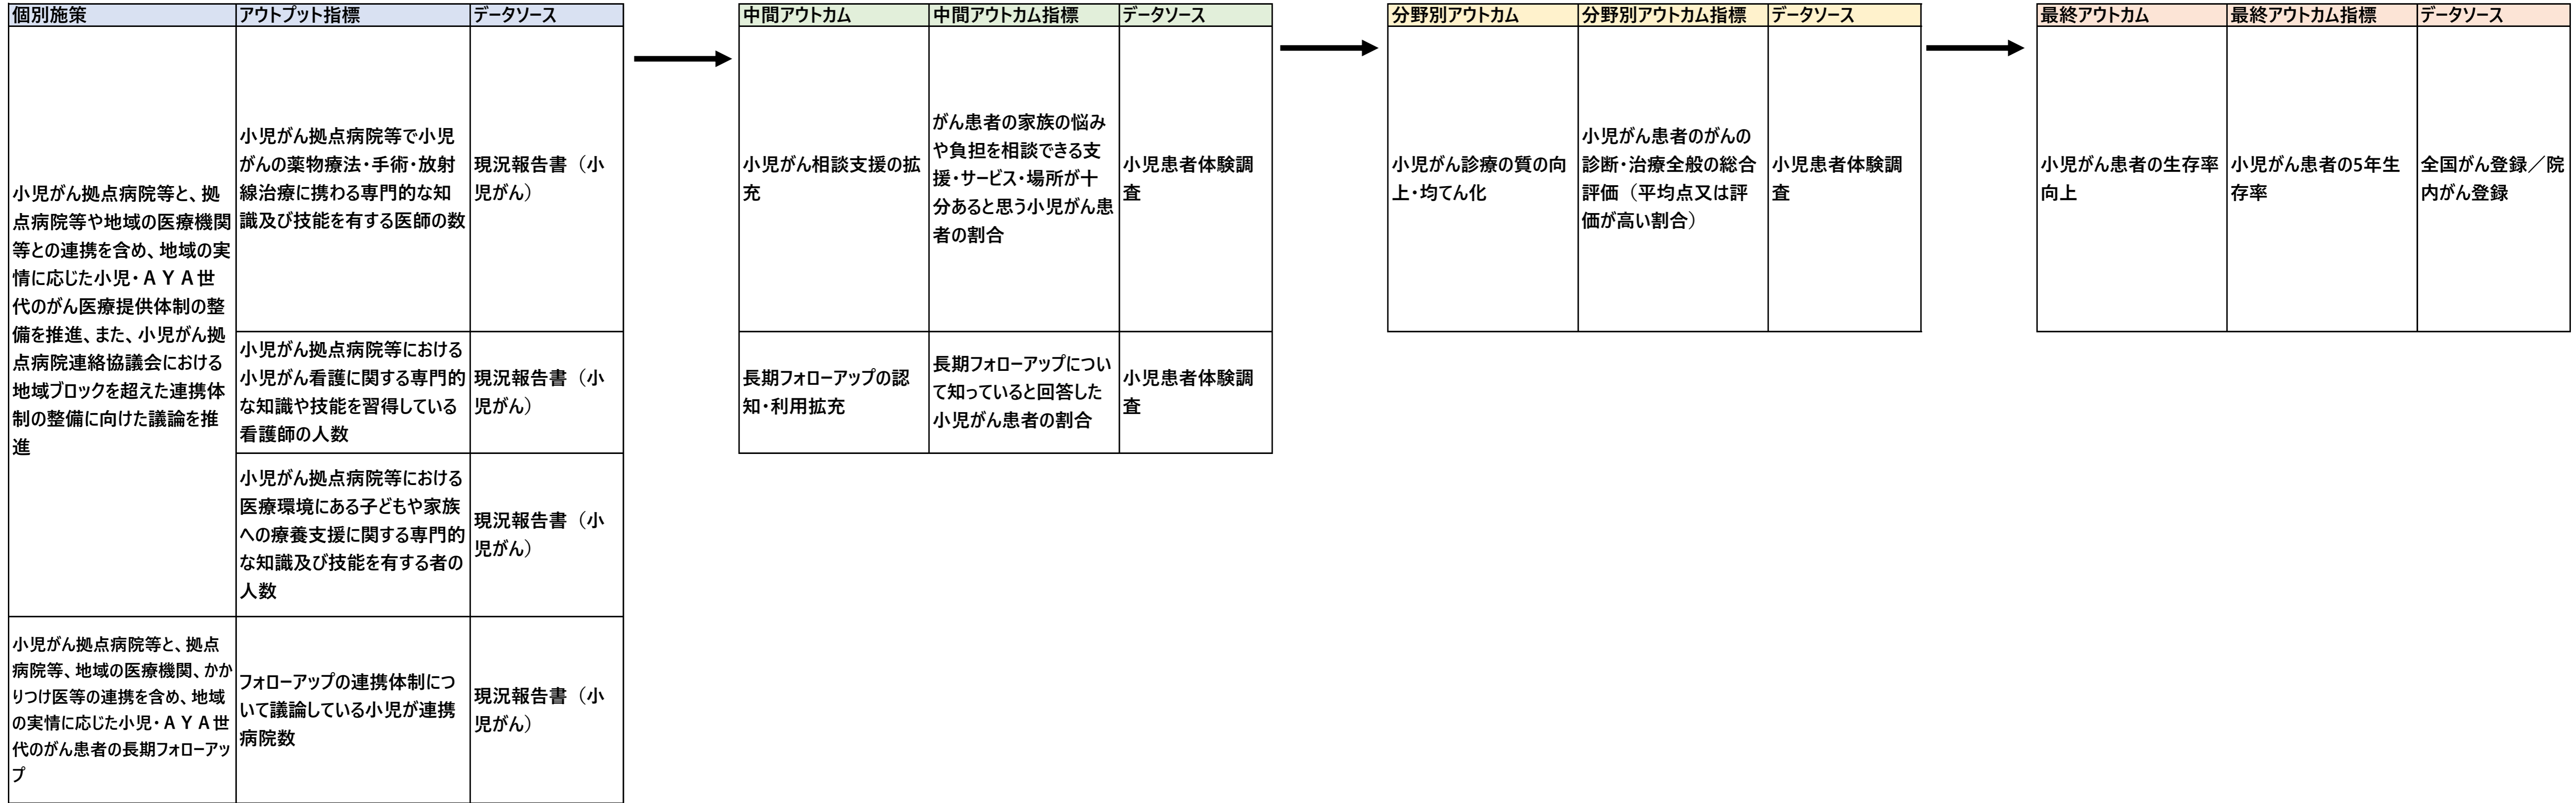 個別施策
アウトプット指標
データソース
小児がん拠点病院等と、拠
点病院等や地域の医療機関
等との連携を含め、地域の実
情に応じた小児・ＡＹＡ世
代のがん医療提供体制の整
備を推進、また、小児がん拠
点病院連絡協議会における
地域ブロックを超えた連携体
制の整備に向けた議論を推
進
小児がん拠点病院等で小児
がんの薬物療法・手術・放射
線治療に携わる専門的な知
識及び技能を有する医師の数
現況報告書（小
児がん）
小児がん拠点病院等における
小児がん看護に関する専門的
な知識や技能を習得している
看護師の人数
現況報告書（小
児がん）
小児がん拠点病院等における
医療環境にある子どもや家族
への療養支援に関する専門的
な知識及び技能を有する者の
人数
現況報告書（小
児がん）
小児がん拠点病院等と、拠点
病院等、地域の医療機関、かか
りつけ医等の連携を含め、地域
の実情に応じた小児・ＡＹＡ世
代のがん患者の長期フォローアッ
プ
フォローアップの連携体制につ
いて議論している小児が連携
病院数
現況報告書（小
児がん）
中間アウトカム
中間アウトカム指標
データソース
小児がん相談支援の拡
充
がん患者の家族の悩み
や負担を相談できる支
援・サービス・場所が十
分あると思う小児がん患
者の割合
小児患者体験調
査
長期フォローアップの認
知・利用拡充
長期フォローアップについ
て知っていると回答した
小児がん患者の割合
小児患者体験調
査
分野別アウトカム
分野別アウトカム指標
データソース
小児がん診療の質の向
上・均てん化
小児がん患者のがんの
診断・治療全般の総合
評価（平均点又は評
価が高い割合）
小児患者体験調
査
最終アウトカム
最終アウトカム指標
データソース
小児がん患者の生存率
向上
小児がん患者の5年生
存率
全国がん登録／院
内がん登録